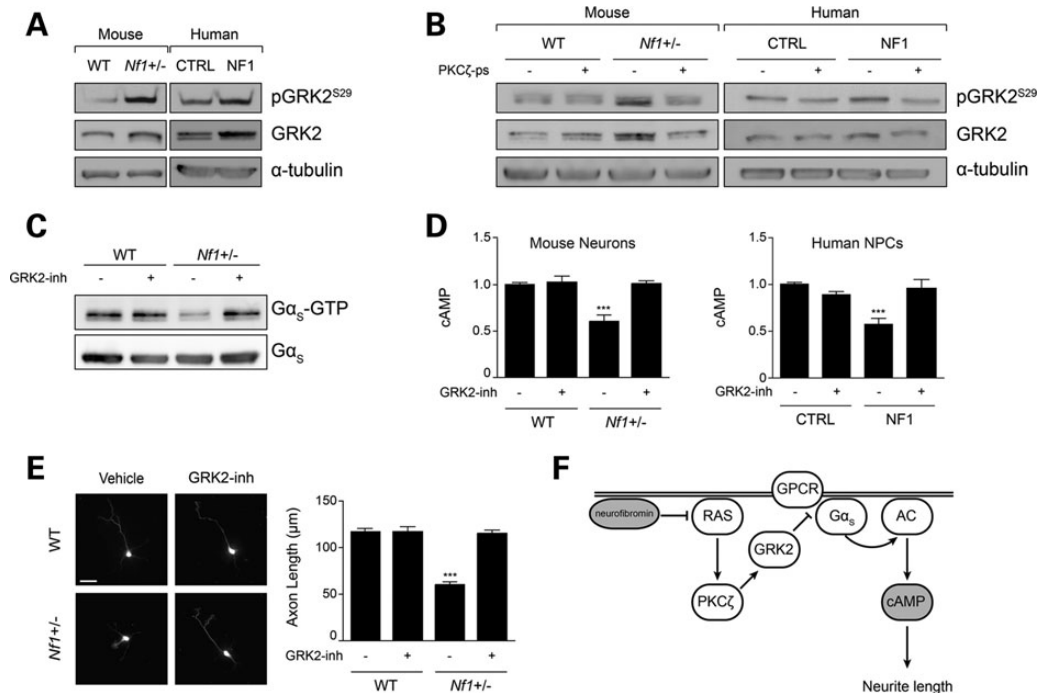 A
Mouse Human
WT Nf1+/- CTRL NF1
pGRK2S29
GRK2
α-tubulin
B
Mouse Human
WT Nf1+/- CTRL NF1
PKCζ-ps - + - + - + - +
pGRK2S29
GRK2
α-tubulin
C
WT Nf1+/-
GRK2-inh - + - +
GαS-GTP
GαS
D
Mouse Neurons
cAMP
1.5
1.0
0.5
0
***
GRK2-inh - + - +
WT Nf1+/-
Human NPCs
cAMP
1.5
1.0
0.5
0
***
GRK2-inh - + - +
CTRL NF1
E
Vehicle GRK2-inh
WT
Nf1+/-
Axon Length (μm)
150
100
50
0
***
GRK2-inh - + - +
WT Nf1+/-
F
GPCR
neurofibromin RAS GαS AC
GRK2
PKCζ cAMP
Neurite length